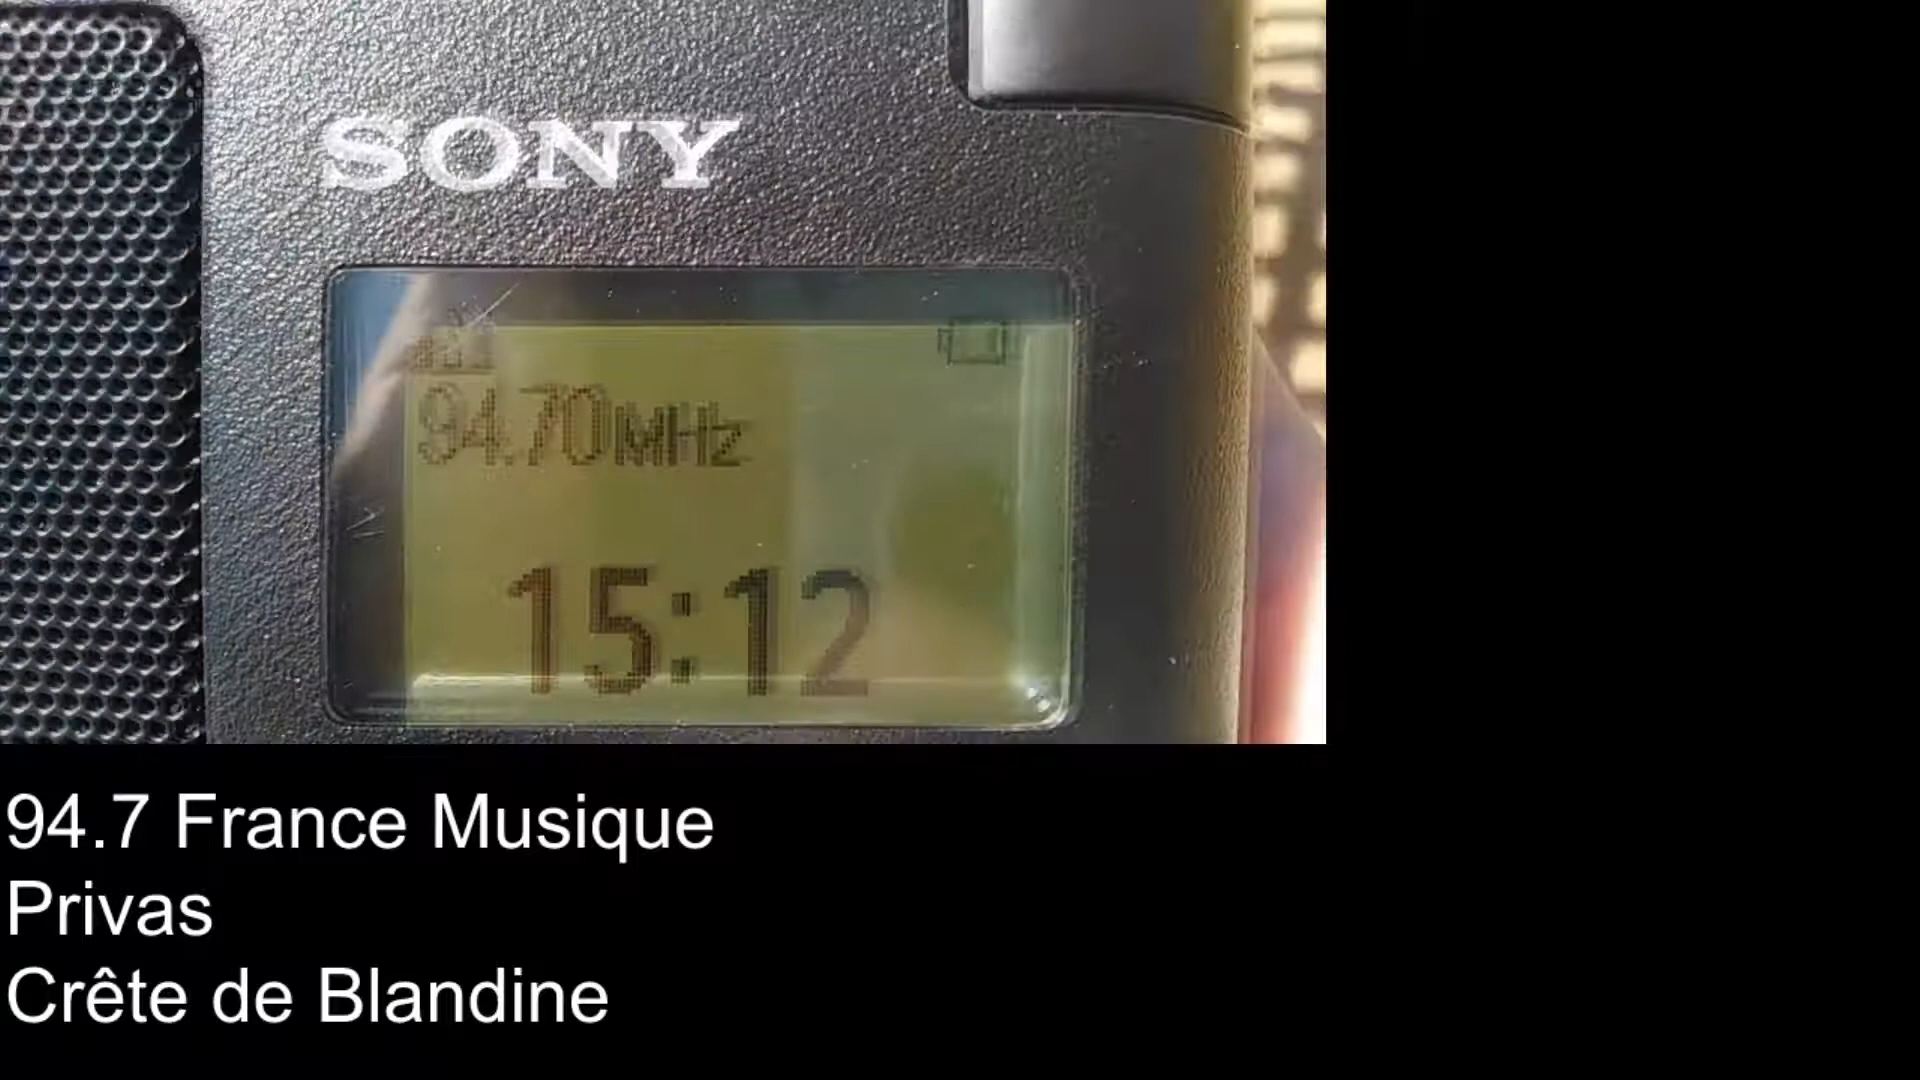 SONY
94.70MHz
15:12
94.7 France Musique
Privas
Crête de Blandine